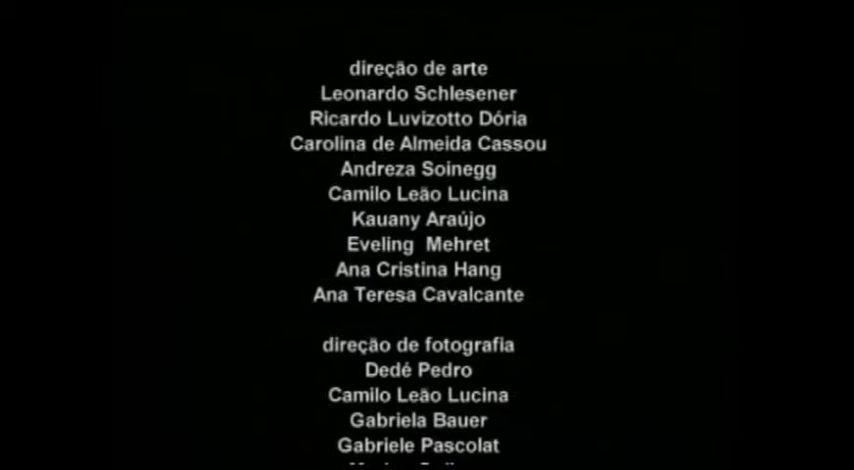 direção de arte
Leonardo Schlesener
Ricardo Luvizotto Dória
Carolina de Almeida Cassou
Andreza Soinegg
Camilo Leão Lucina
Kauany Araújo
Eveling Mehret
Ana Cristina Hang
Ana Teresa Cavalcante
direção de fotografia
Dedé Pedro
Camilo Leão Lucina
Gabriela Bauer
Gabriele Pascolat